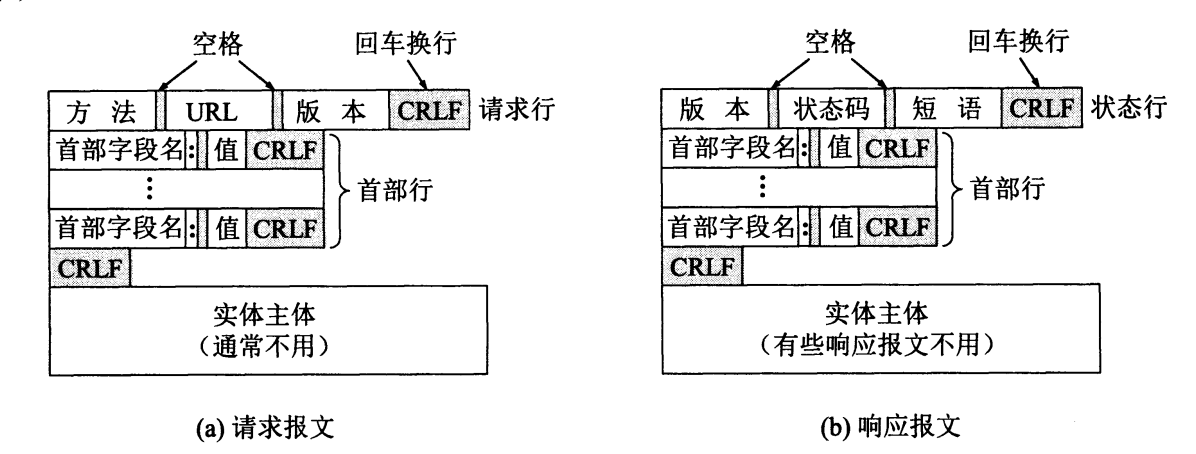 空格 回车换行
方 法 URL 版 本 CRLF 请求行
首部字段名: 值 CRLF
⋮
首部字段名: 值 CRLF
首部行
CRLF
实体主体
（通常不用）
(a) 请求报文
空格 回车换行
版 本 状态码 短 语 CRLF 状态行
首部字段名: 值 CRLF
⋮
首部字段名: 值 CRLF
首部行
CRLF
实体主体
（有些响应报文不用）
(b) 响应报文